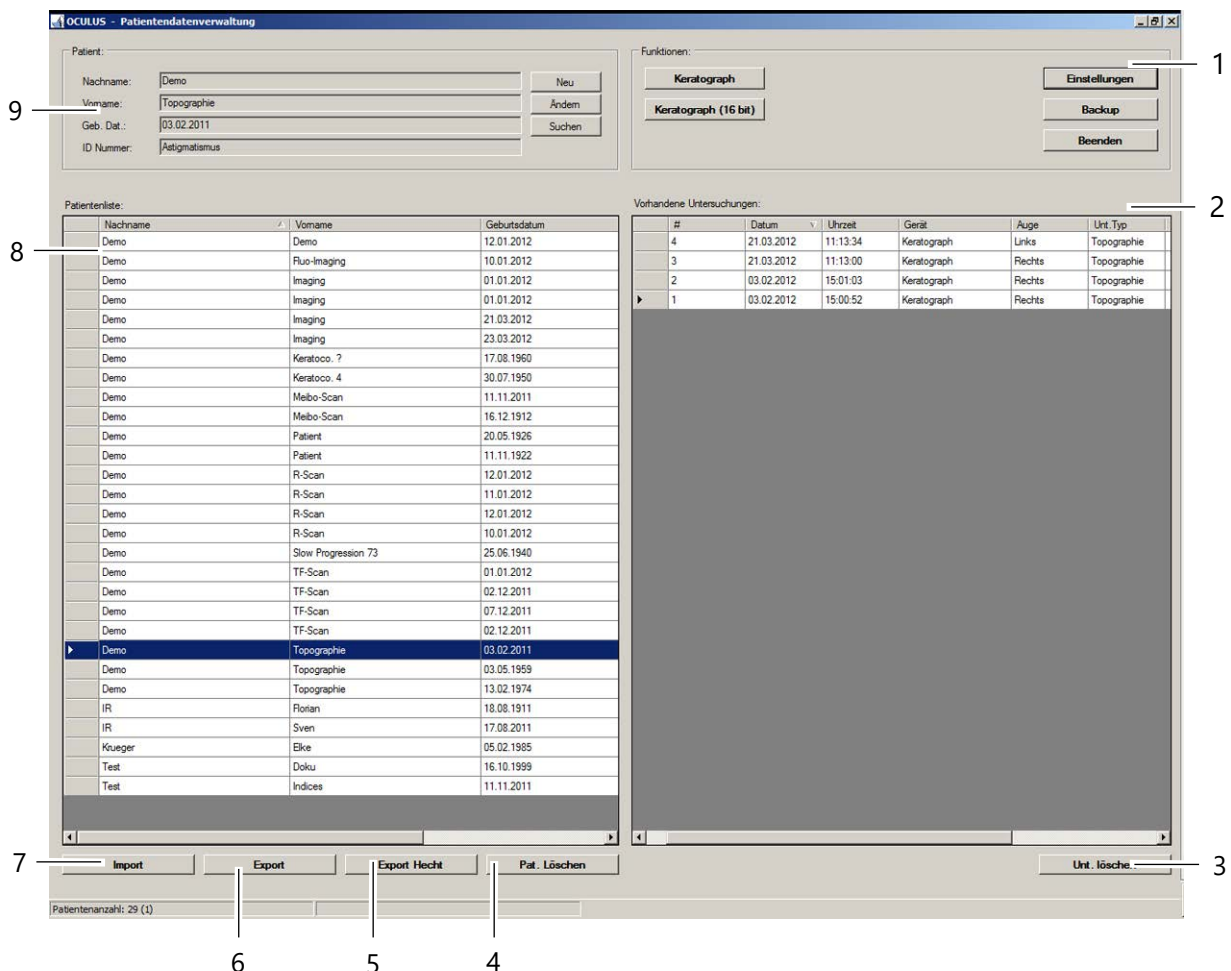 OCULUS - Patientendatenverwaltung
Patient:
Nachname: Demo Neu
Vorname: Topographie Ändern
Geb. Dat.: 03.02.2011 Suchen
ID Nummer: Astigmatismus
Funktionen:
Keratograph Einstellungen
Keratograph (16 bit) Backup
Beenden
1
9
Patientenliste:
Nachname Vorname Geburtsdatum
Demo Demo 12.01.2012
Demo Fluo-Imaging 10.01.2012
Demo Imaging 01.01.2012
Demo Imaging 01.01.2012
Demo Imaging 21.03.2012
Demo Imaging 23.03.2012
Demo Keratoco. ? 17.08.1960
Demo Keratoco. 4 30.07.1950
Demo Meibo-Scan 11.11.2011
Demo Meibo-Scan 16.12.1912
Demo Patient 20.05.1926
Demo Patient 11.11.1922
Demo R-Scan 12.01.2012
Demo R-Scan 11.01.2012
Demo R-Scan 12.01.2012
Demo R-Scan 10.01.2012
Demo Slow Progression 73 25.06.1940
Demo TF-Scan 01.01.2012
Demo TF-Scan 02.12.2011
Demo TF-Scan 07.12.2011
Demo TF-Scan 02.12.2011
Demo Topographie 03.02.2011
Demo Topographie 03.05.1959
Demo Topographie 13.02.1974
IR Florian 18.08.1911
IR Sven 17.08.2011
Krueger Elke 05.02.1985
Test Doku 16.10.1999
Test Indices 11.11.2011
8
Vorhandene Untersuchungen:
2
# Datum Uhrzeit Gerät Auge Unt.Typ
4 21.03.2012 11:13:34 Keratograph Links Topographie
3 21.03.2012 11:13:00 Keratograph Rechts Topographie
2 03.02.2012 15:01:03 Keratograph Rechts Topographie
1 03.02.2012 15:00:52 Keratograph Rechts Topographie
7
Import Export Export Hecht Pat. Löschen Unt. löschen
3
Patientenanzahl: 29 (1)
6 5 4